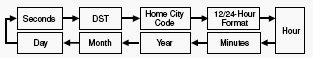 Seconds
DST
Home City
Code
12/24-Hour
Format
Hour
Day
Month
Year
Minutes